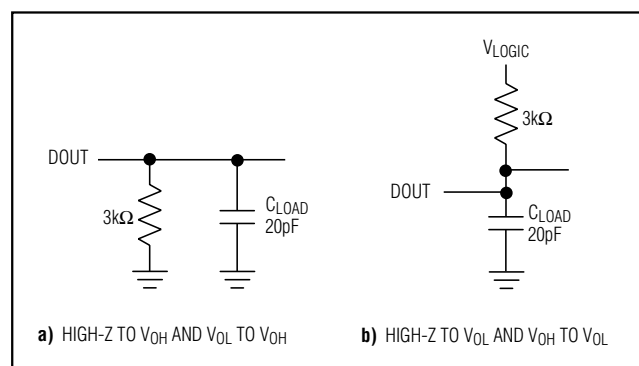 DOUT
3kΩ
CLOAD
20pF
a) HIGH-Z TO VOH AND VOL TO VOH
VLOGIC
3kΩ
DOUT
CLOAD
20pF
b) HIGH-Z TO VOL AND VOH TO VOL